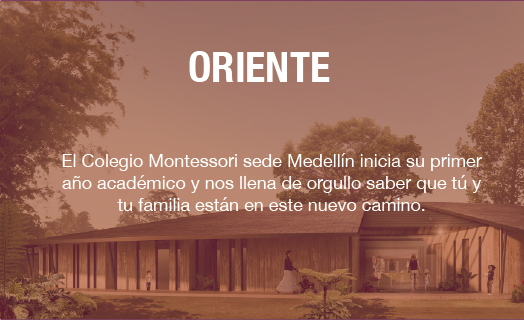 ORIENTE
El Colegio Montessori sede Medellín inicia su primer
año académico y nos llena de orgullo saber que tú y
tu familia están en este nuevo camino.